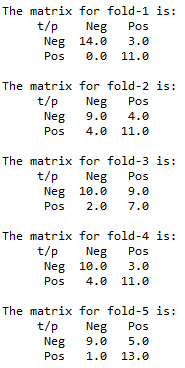 The matrix for fold-1 is:
t/p Neg Pos
Neg 14.0 3.0
Pos 0.0 11.0
The matrix for fold-2 is:
t/p Neg Pos
Neg 9.0 4.0
Pos 4.0 11.0
The matrix for fold-3 is:
t/p Neg Pos
Neg 10.0 9.0
Pos 2.0 7.0
The matrix for fold-4 is:
t/p Neg Pos
Neg 10.0 3.0
Pos 4.0 11.0
The matrix for fold-5 is:
t/p Neg Pos
Neg 9.0 5.0
Pos 1.0 13.0